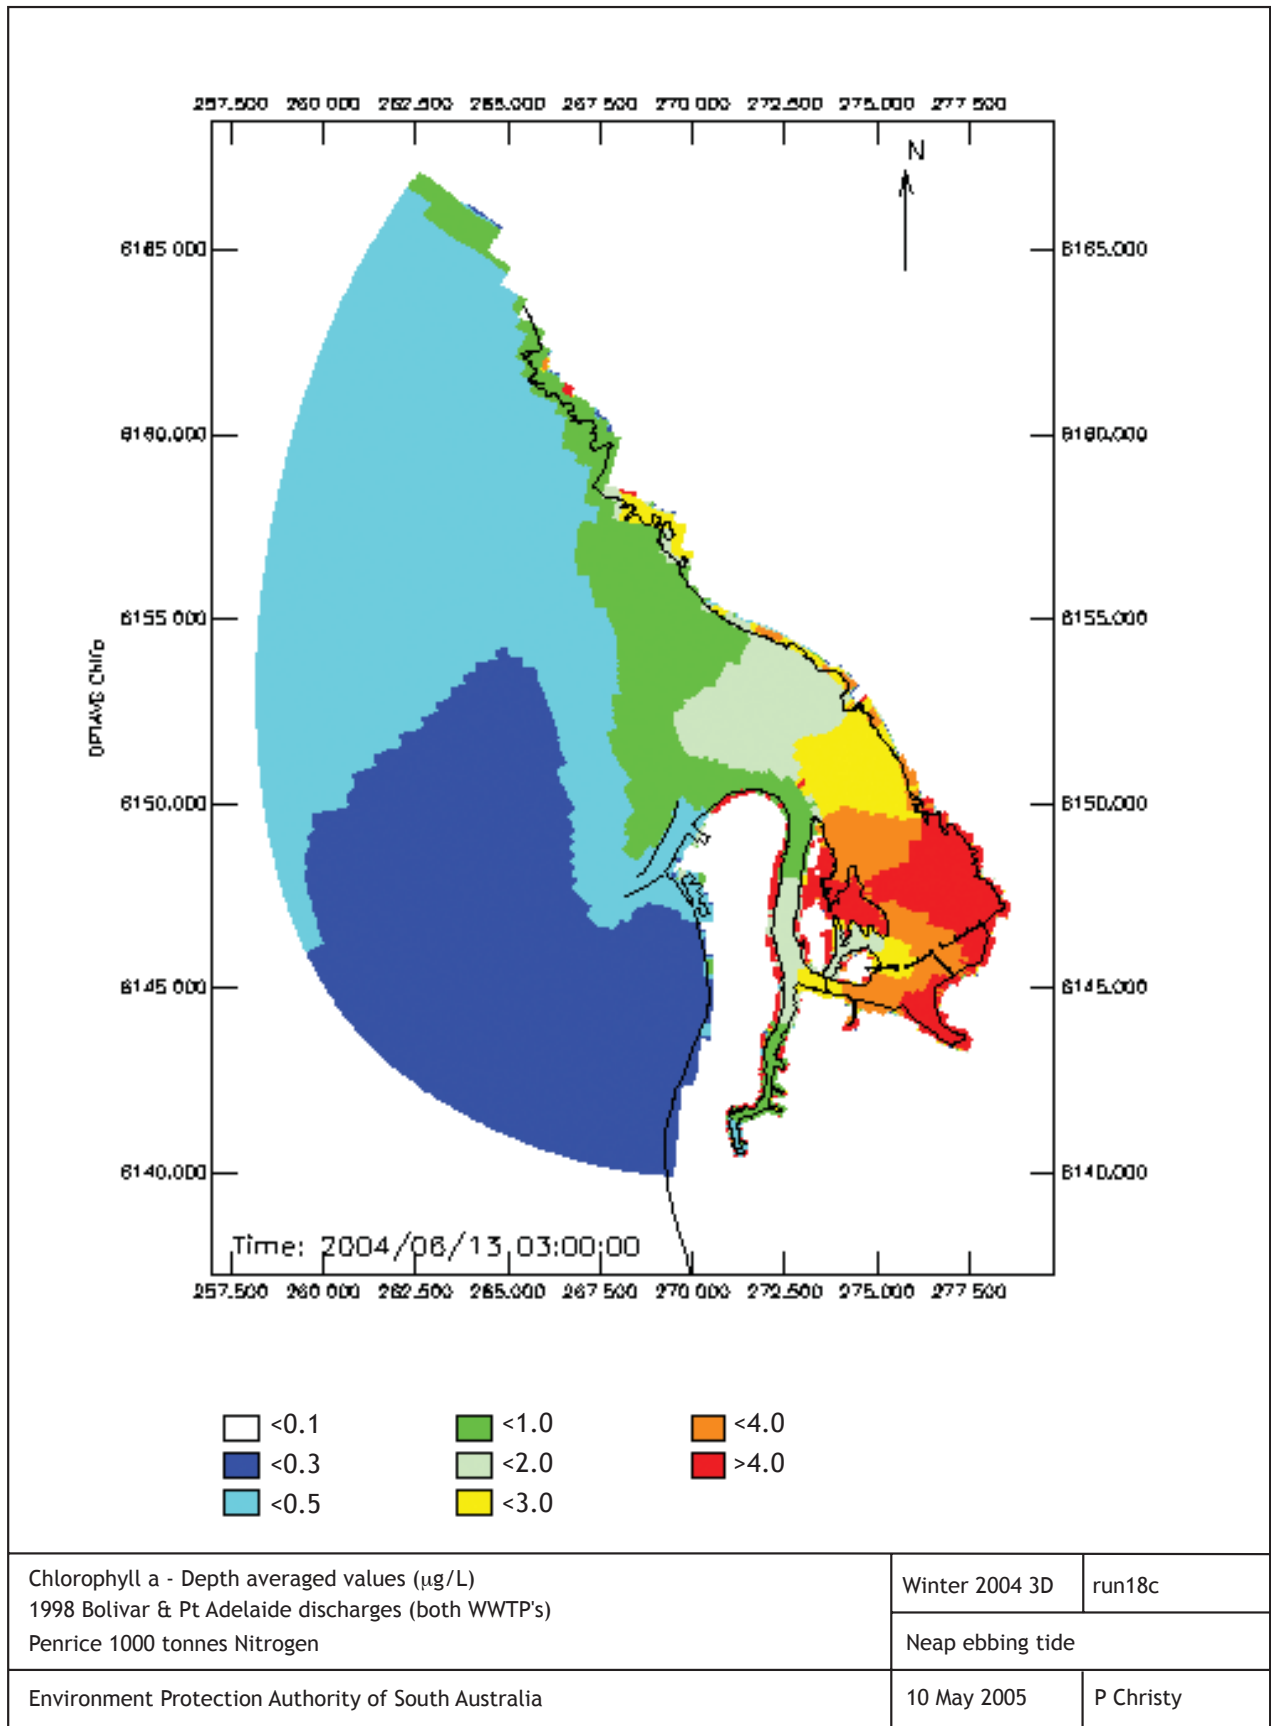 257.500 260 000 262.500 265.000 267 500 270 000 272.500 275.000 277 500
N
6165 000 6165.000
6160.000 6160.000
6155 000 6155.000
6150.000 6150.000
6145 000 6145.000
6140.000 6140.000
Time: 2004/06/13 03:00:00
257.500 260 000 262.500 265.000 267 500 270 000 272.500 275.000 277 500
<0.1 <1.0 <4.0
<0.3 <2.0 >4.0
<0.5 <3.0
Chlorophyll a - Depth averaged values (µg/L)
1998 Bolivar & Pt Adelaide discharges (both WWTP's)
Penrice 1000 tonnes Nitrogen
Winter 2004 3D run18c
Neap ebbing tide
Environment Protection Authority of South Australia
10 May 2005 P Christy